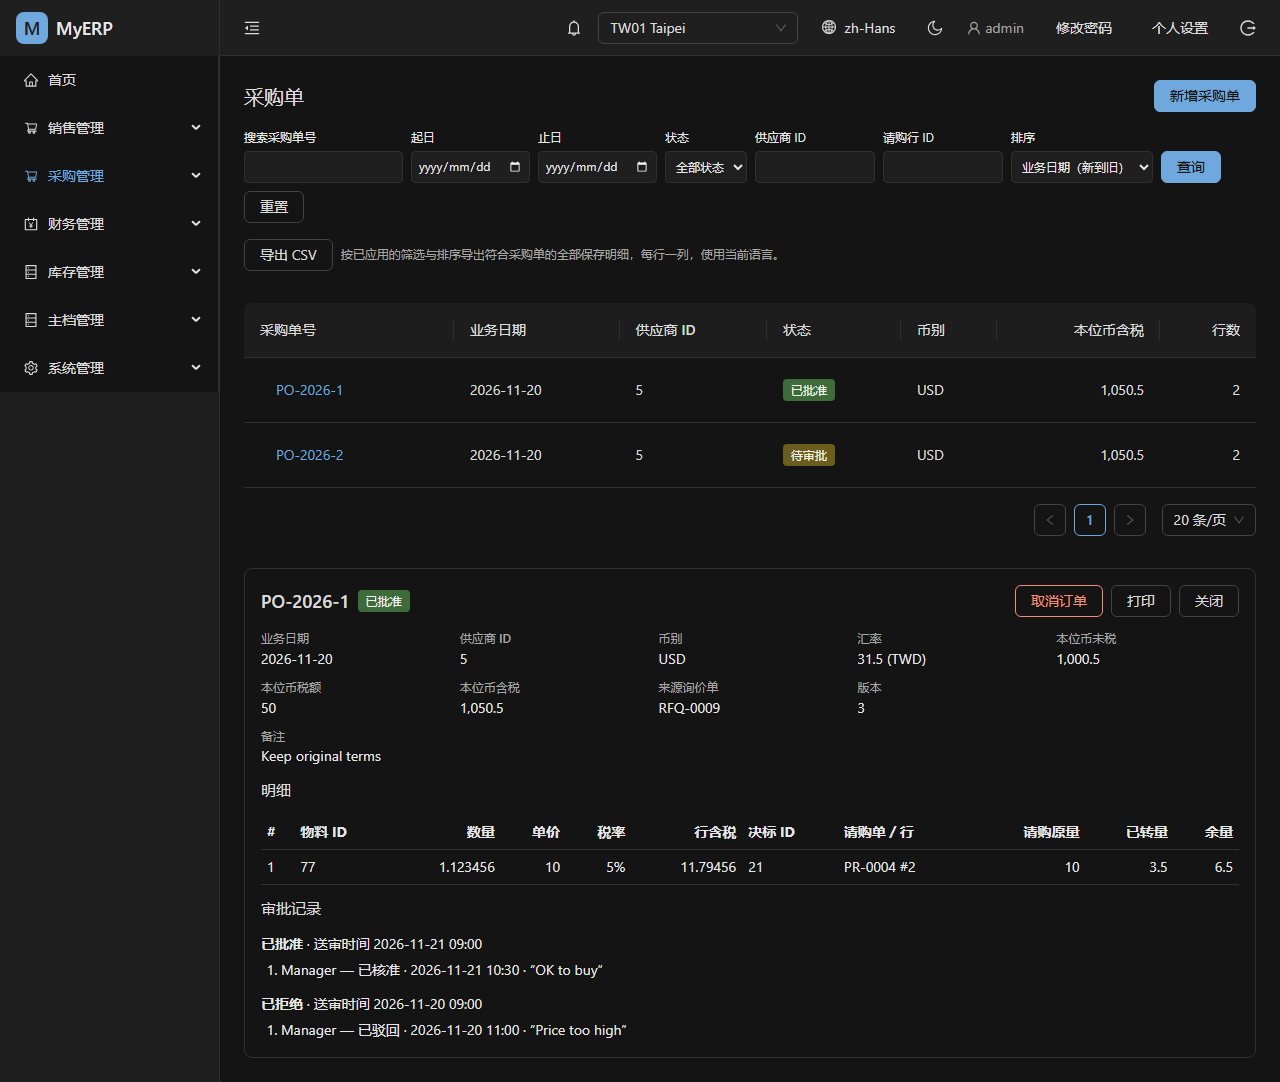 M MyERP
TW01 Taipei
zh-Hans
admin
修改密码
个人设置
首页
销售管理
采购管理
财务管理
库存管理
主档管理
系统管理
采购单
新增采购单
搜索采购单号 起日 止日 状态 供应商 ID 请购行 ID 排序
yyyy/mm/dd yyyy/mm/dd 全部状态 业务日期（新到旧） 查询
重置
导出 CSV 按已应用的筛选与排序导出符合采购单的全部保存明细，每行一列，使用当前语言。
采购单号 业务日期 供应商 ID 状态 币别 本位币含税 行数
PO-2026-1 2026-11-20 5 已批准 USD 1,050.5 2
PO-2026-2 2026-11-20 5 待审批 USD 1,050.5 2
< 1 > 20 条/页
PO-2026-1 已批准 取消订单 打印 关闭
业务日期 供应商 ID 币别 汇率 本位币未税
2026-11-20 5 USD 31.5 (TWD) 1,000.5
本位币税额 本位币含税 来源询价单 版本
50 1,050.5 RFQ-0009 3
备注
Keep original terms
明细
# 物料 ID 数量 单价 税率 行含税 决标 ID 请购单 / 行 请购原量 已转量 余量
1 77 1.123456 10 5% 11.79456 21 PR-0004 #2 10 3.5 6.5
审批记录
已批准 · 送审时间 2026-11-21 09:00
1. Manager — 已核准 · 2026-11-21 10:30 · “OK to buy”
已拒绝 · 送审时间 2026-11-20 09:00
1. Manager — 已驳回 · 2026-11-20 11:00 · “Price too high”